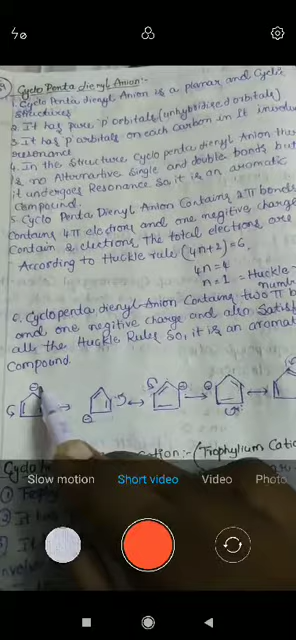 Cyclo Penta dienyl Anion:-
1. Cyclo Penta dienyl Anion is a planar and Cyclic
Structures
2. It has pure 'p' orbitals (unhybridised orbitals)
3. It has 'p' orbitals on each carbon in It involve
resonance
4. In the structure Cyclo penta dienyl Anion
is no Alternative Single and double bonds but
it undergoes Resonance So, it is an aromatic
Compound.
5. Cyclo Penta Dienyl Anion Contains 2π bonds
Contains 4π electrons and one negitive charge
Contain 2 electrons. The total electrons are
According to Huckle rule (4n+2) = 6.
4n = 4
n = 1 = Huckle
6. Cyclopenta dienyl Anion Contains two π
and one negitive charge and also Satisf
all the Huckle Rules So, it is an aromat
Compound
Cation :- (Tropylium Catio
Slow motion Short video Video Photo